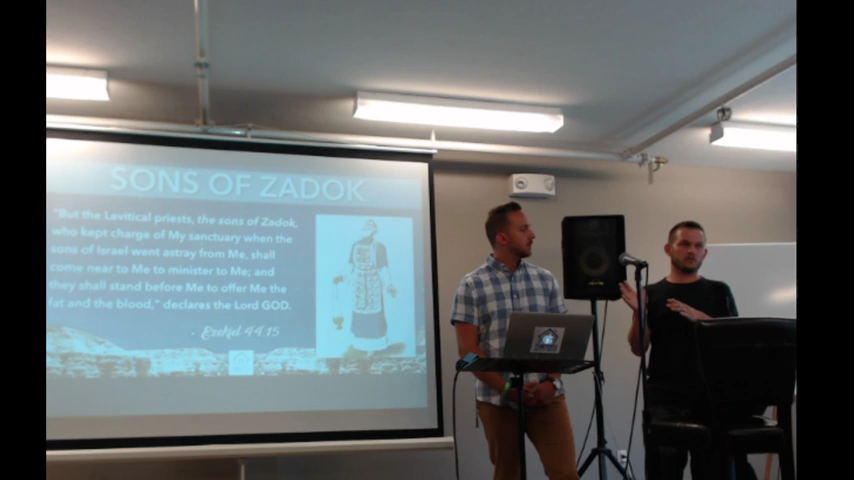 SONS OF ZADOK
"But the Levitical priests, the sons of Zadok,
who kept charge of My sanctuary when the
sons of Israel went astray from Me, shall
come near to Me to minister to Me; and
they shall stand before Me to offer Me the
fat and the blood," declares the Lord GOD.
- Ezekiel 44:15